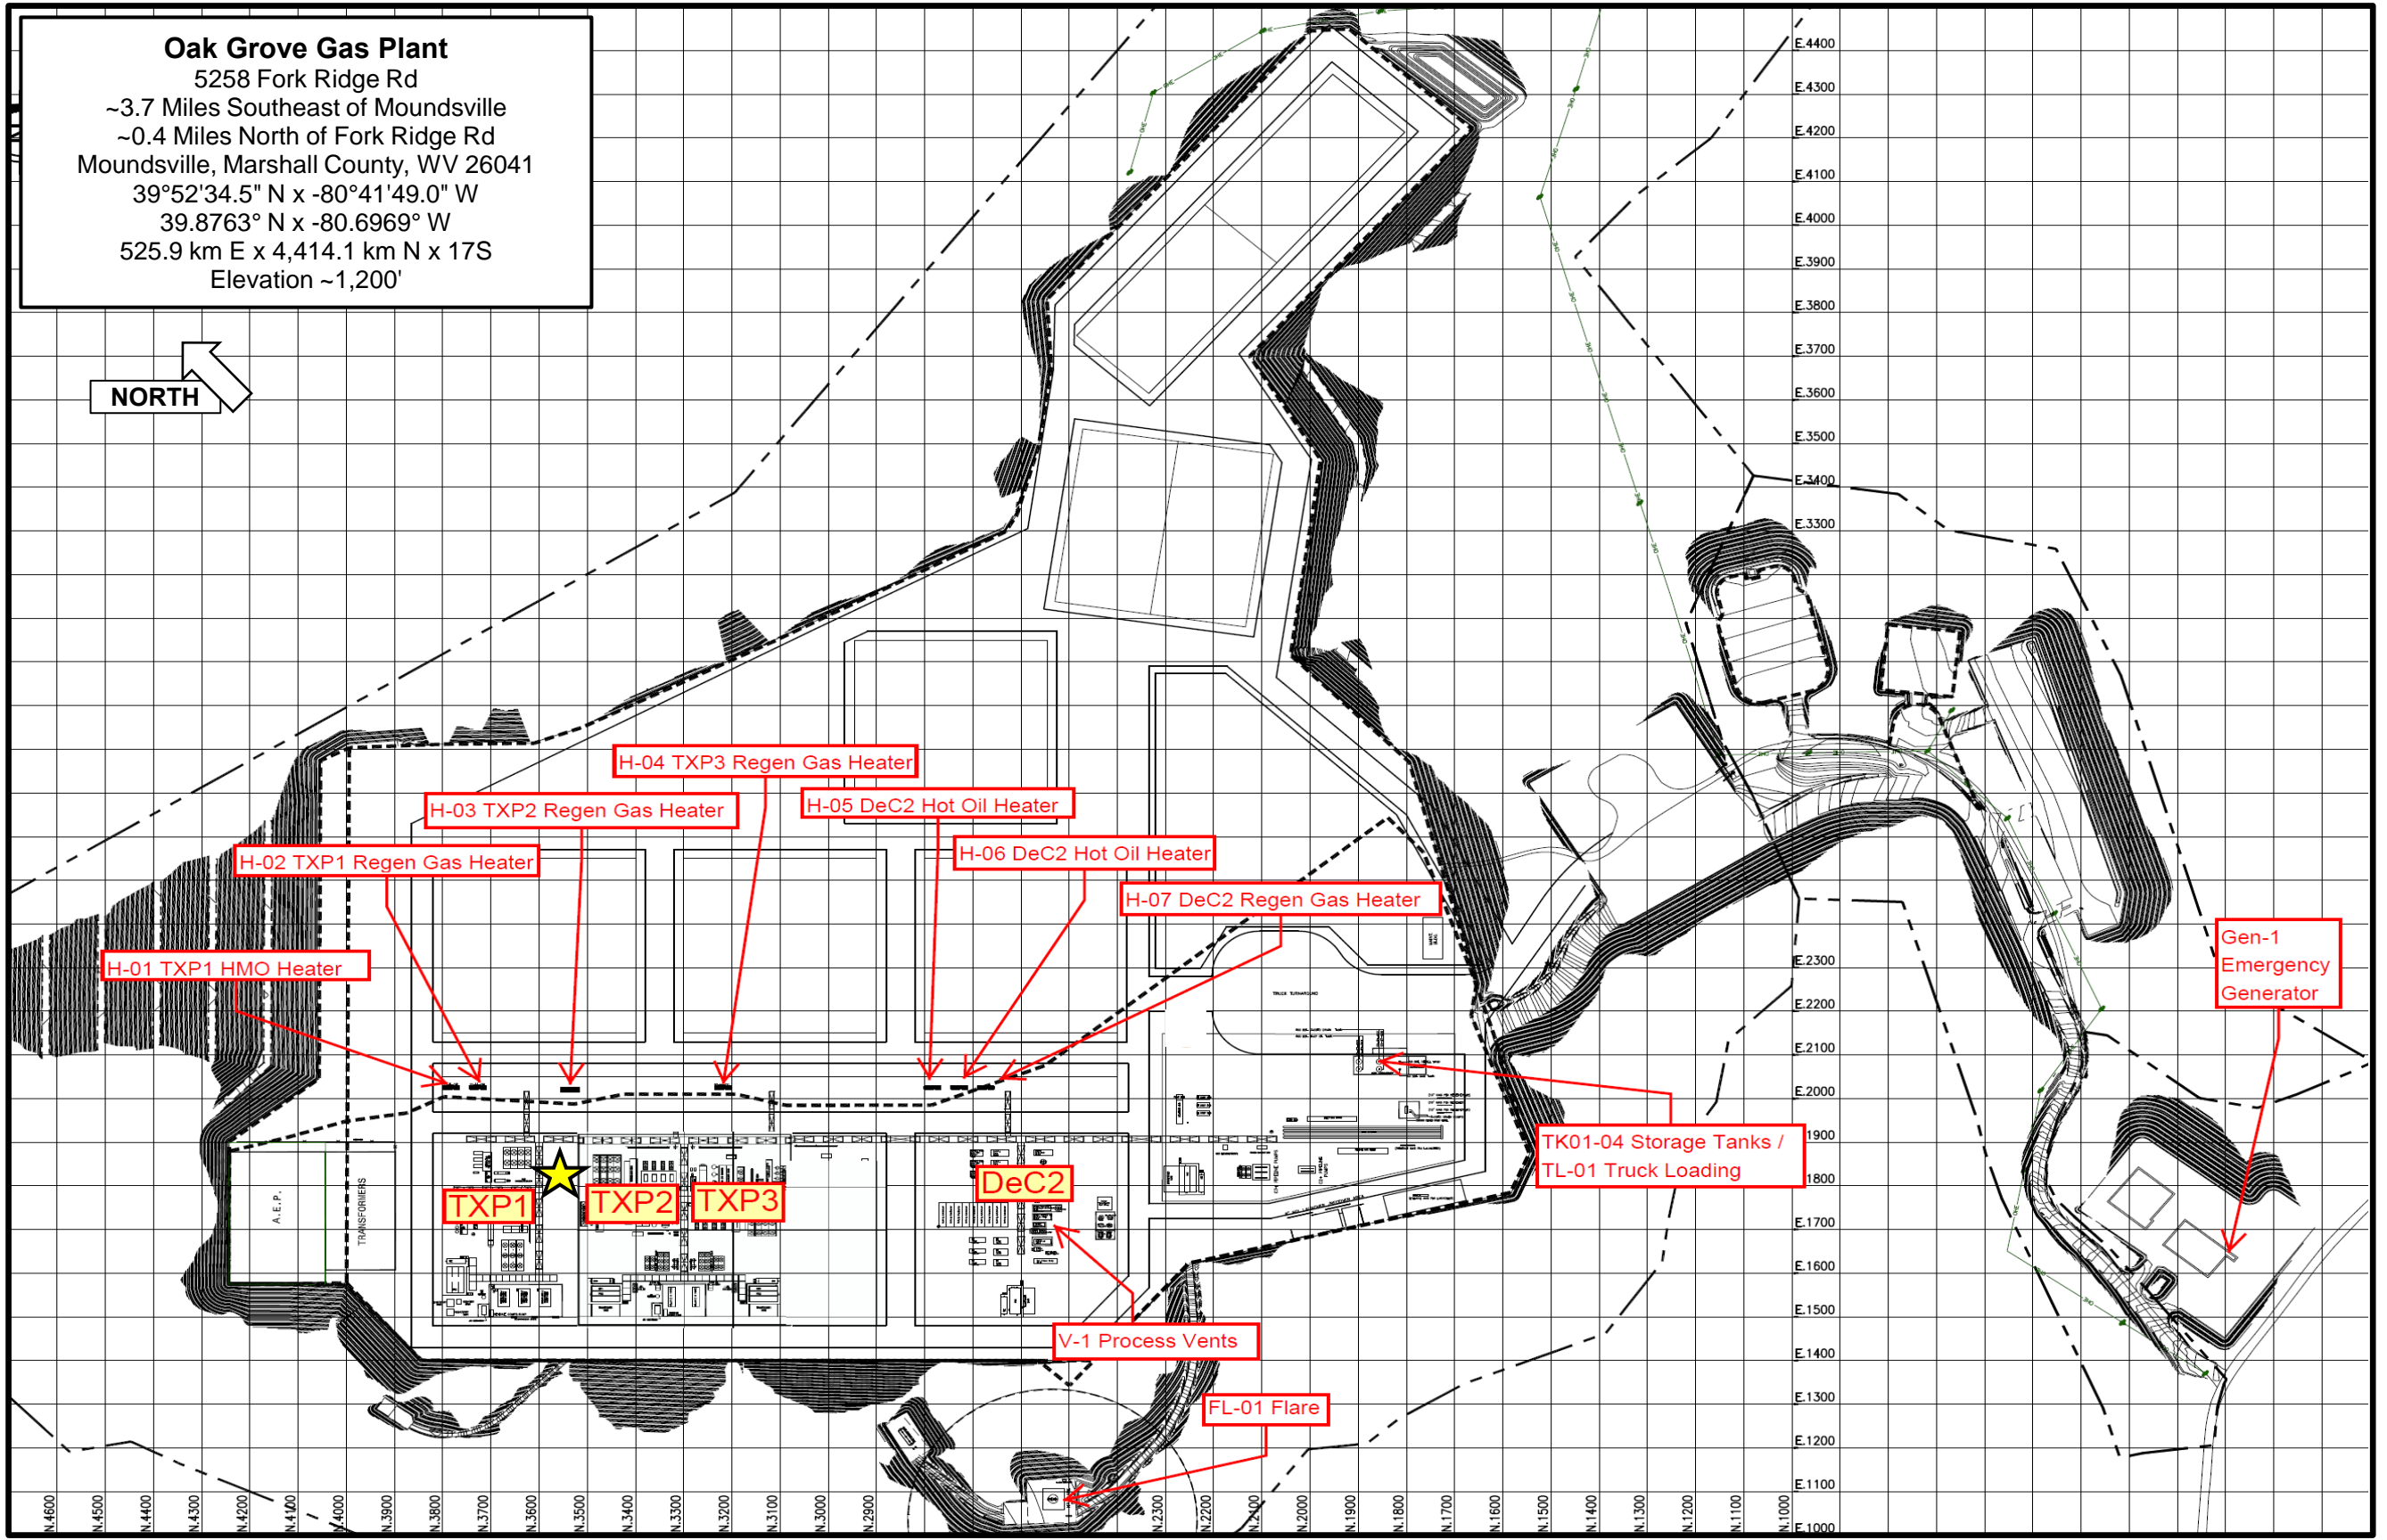 Oak Grove Gas Plant
5258 Fork Ridge Rd
~3.7 Miles Southeast of Moundsville
~0.4 Miles North of Fork Ridge Rd
Moundsville, Marshall County, WV 26041
39°52'34.5" N x -80°41'49.0" W
39.8763° N x -80.6969° W
525.9 km E x 4,414.1 km N x 17S
Elevation ~1,200'
NORTH
E.4400
E.4300
E.4200
E.4100
E.4000
E.3900
E.3800
E.3700
E.3600
E.3500
E.3400
E.3300
H-04 TXP3 Regen Gas Heater
H-03 TXP2 Regen Gas Heater
H-05 DeC2 Hot Oil Heater
H-02 TXP1 Regen Gas Heater
H-06 DeC2 Hot Oil Heater
H-07 DeC2 Regen Gas Heater
H-01 TXP1 HMO Heater
Gen-1
Emergency
Generator
E.2300
E.2200
E.2100
E.2000
1900
1800
E.1700
E.1600
E.1500
E.1400
E.1300
E.1200
E.1100
E.1000
TRUCK TURNAROUND
TK01-04 Storage Tanks /
TL-01 Truck Loading
A.E.P.
TRANSFORMERS
TXP1
TXP2
TXP3
DeC2
V-1 Process Vents
FL-01 Flare
N.4600
N.4500
N.4400
N.4300
N.4200
N.4100
N.4000
N.3900
N.3800
N.3700
N.3600
N.3500
N.3400
N.3300
N.3200
N.3100
N.3000
N.2900
N.2300
N.2200
N.2100
N.2000
N.1900
N.1800
N.1700
N.1600
N.1500
N.1400
N.1300
N.1200
N.1100
N.1000